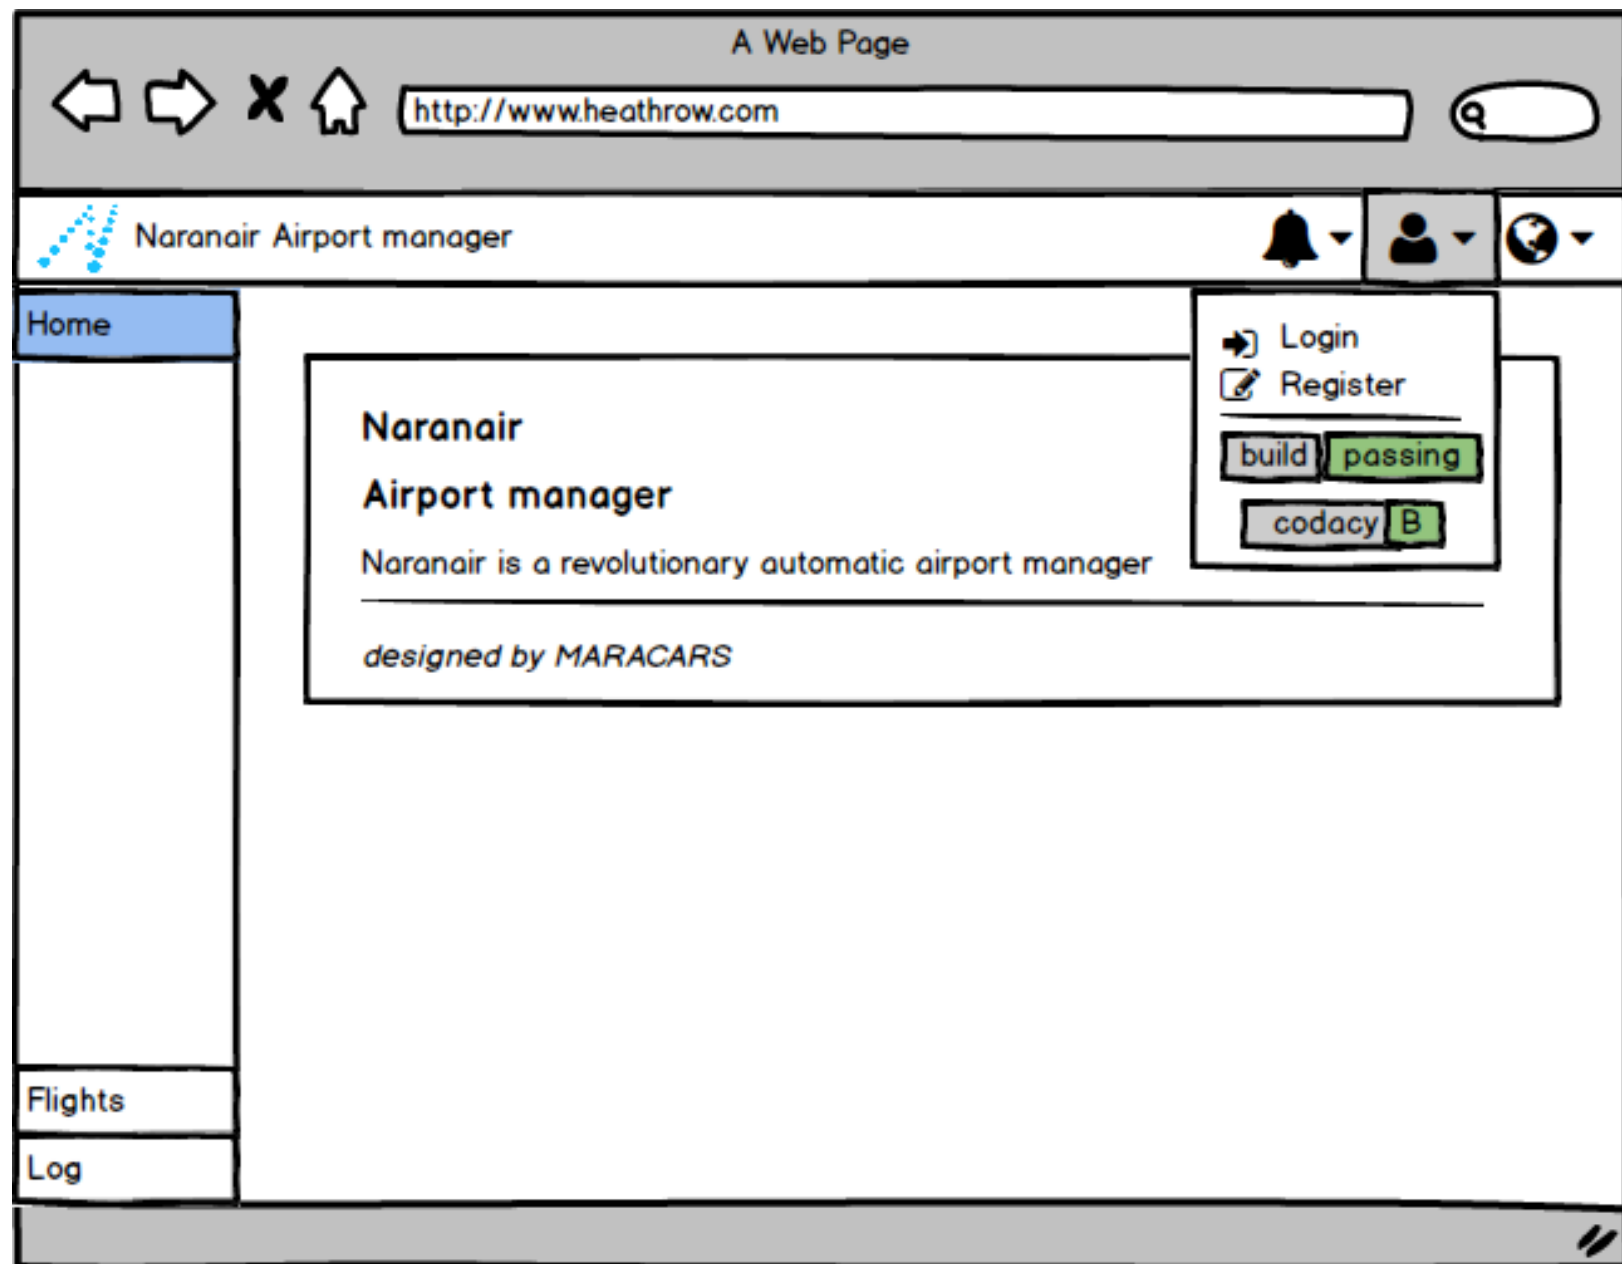 A Web Page
http://www.heathrow.com
Naranair Airport manager
Home
Login
Register
build passing
codacy B
Naranair
Airport manager
Naranair is a revolutionary automatic airport manager
designed by MARACARS
Flights
Log